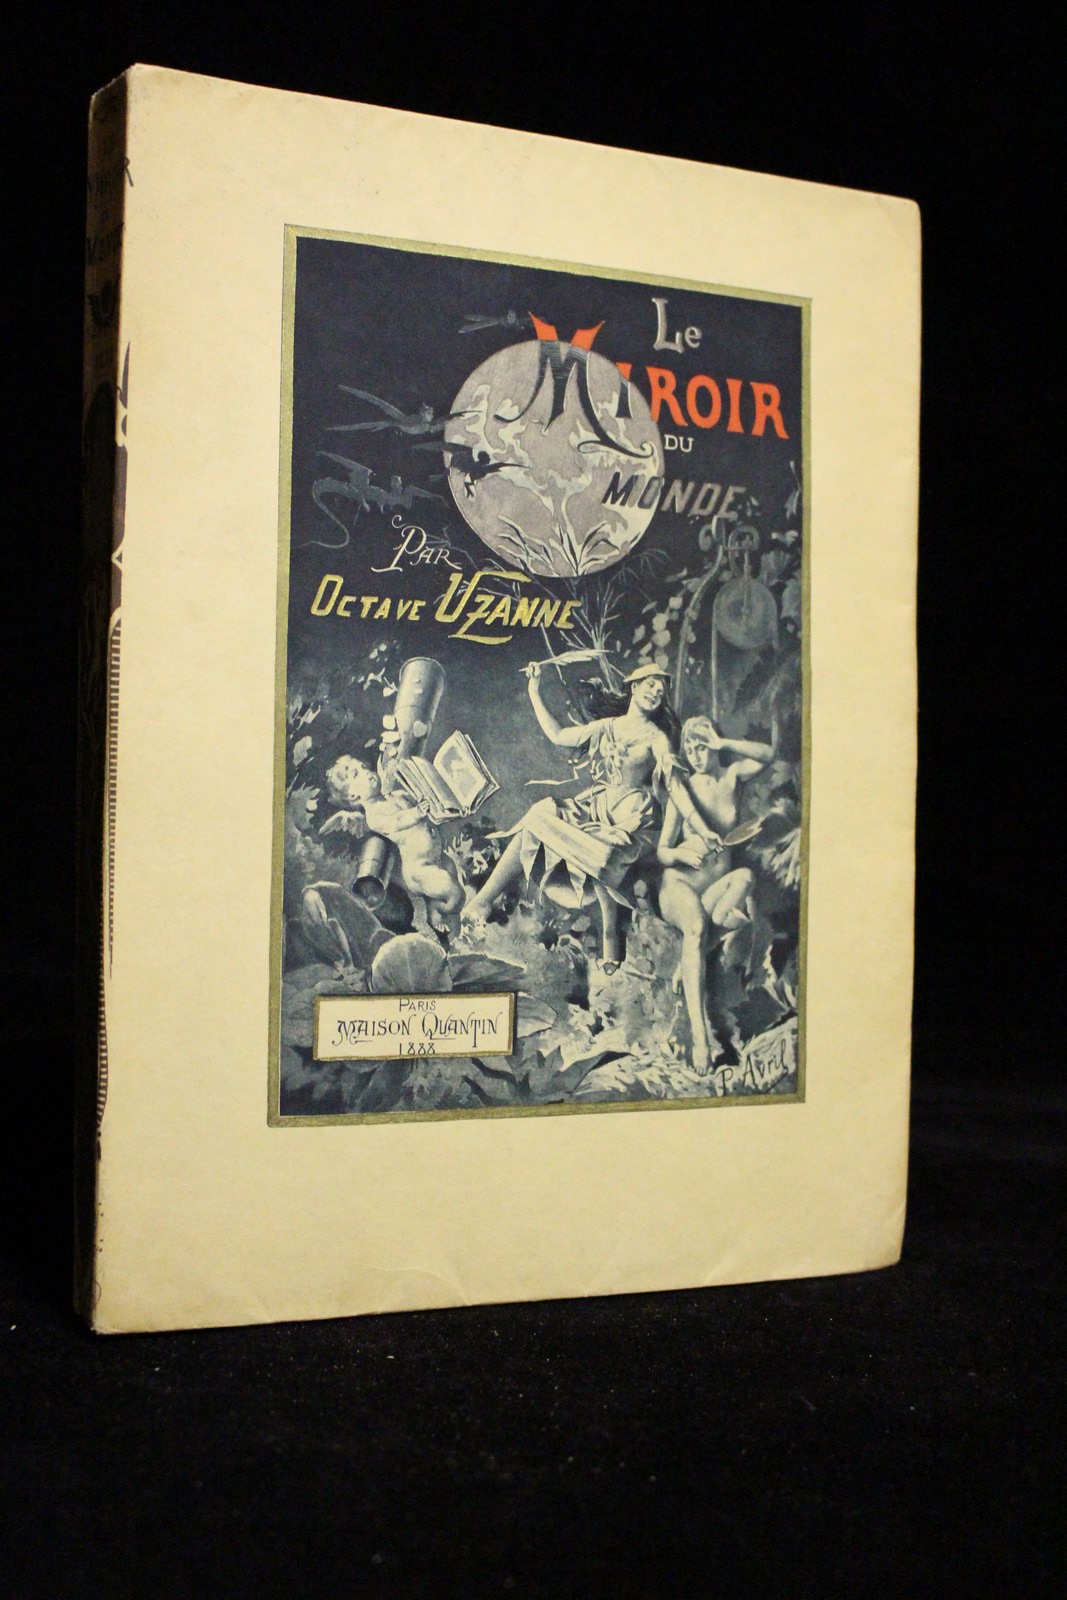 Le
MIROIR
DU
MONDE
PAR
OCTAVE UZANNE
PARIS
MAISON QUANTIN
1888
P. Avril